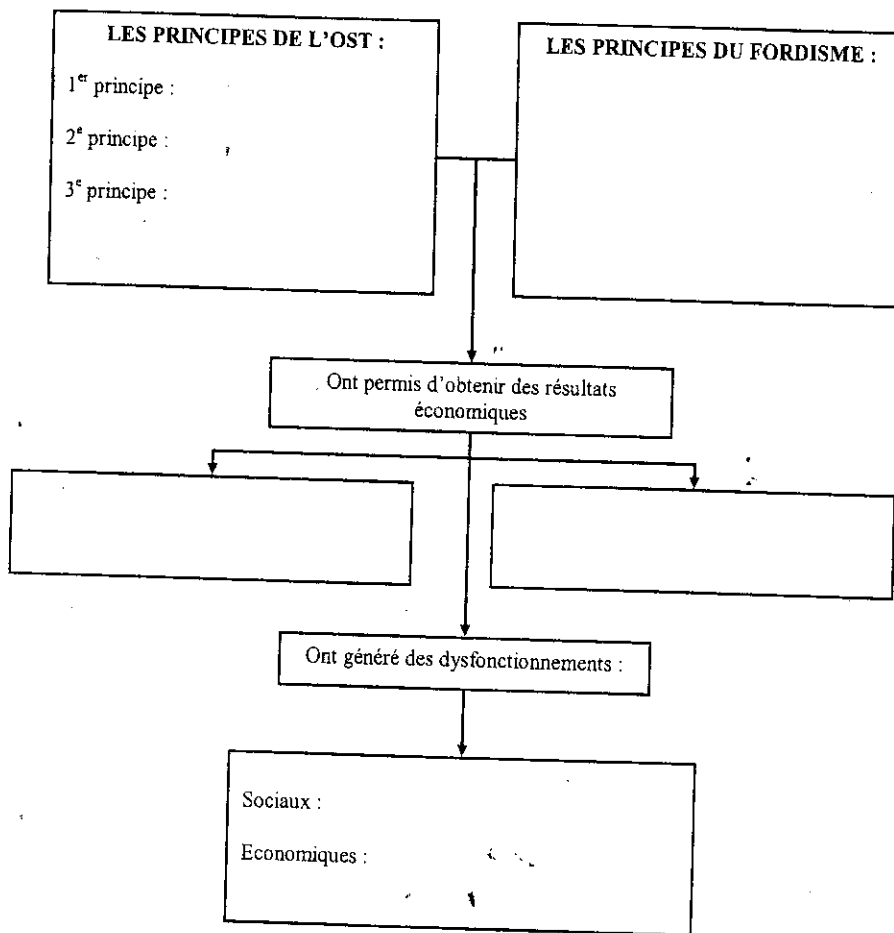 LES PRINCIPES DE L'OST :
1er principe :
2e principe :
3e principe :
LES PRINCIPES DU FORDISME :
Ont permis d'obtenir des résultats
économiques
Ont généré des dysfonctionnements :
Sociaux :
Economiques :